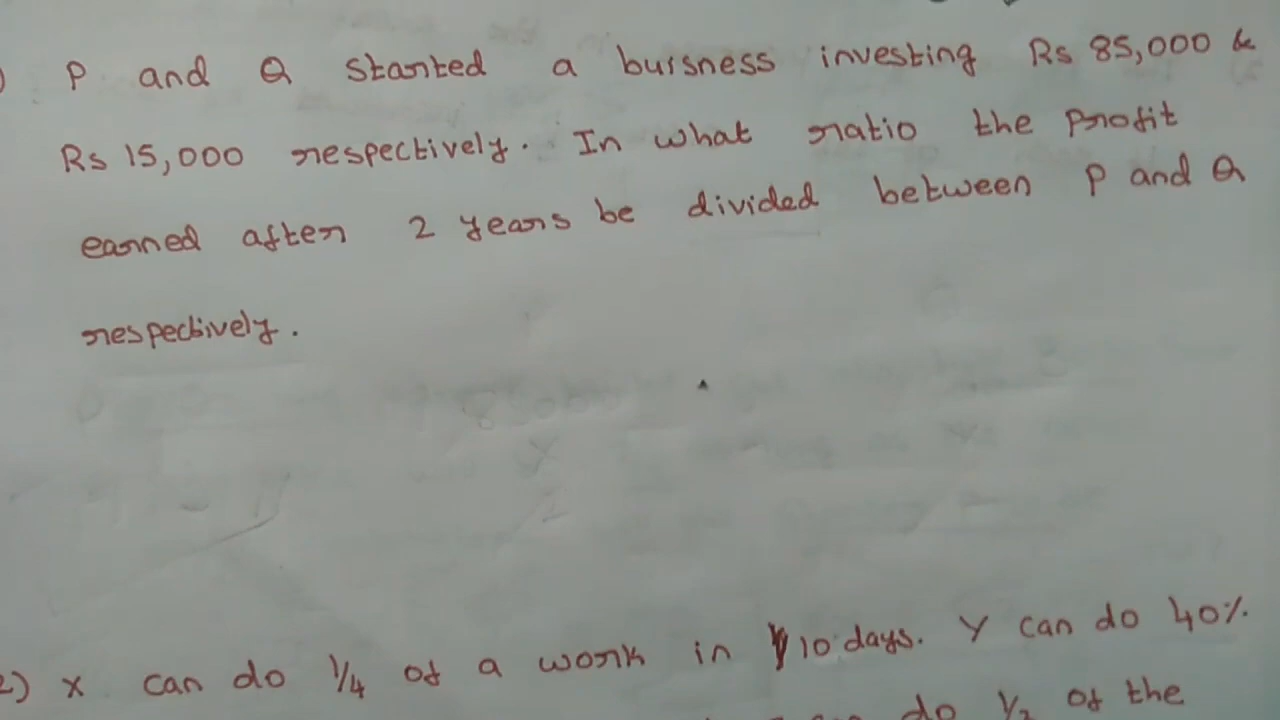 ) P and Q started a buisness investing Rs 85,000 &
Rs 15,000 respectively. In what ratio the profit
earned after 2 years be divided between P and Q
respectively.
2) X can do 1/4 of a work in 10 days. Y can do 40%
do of the